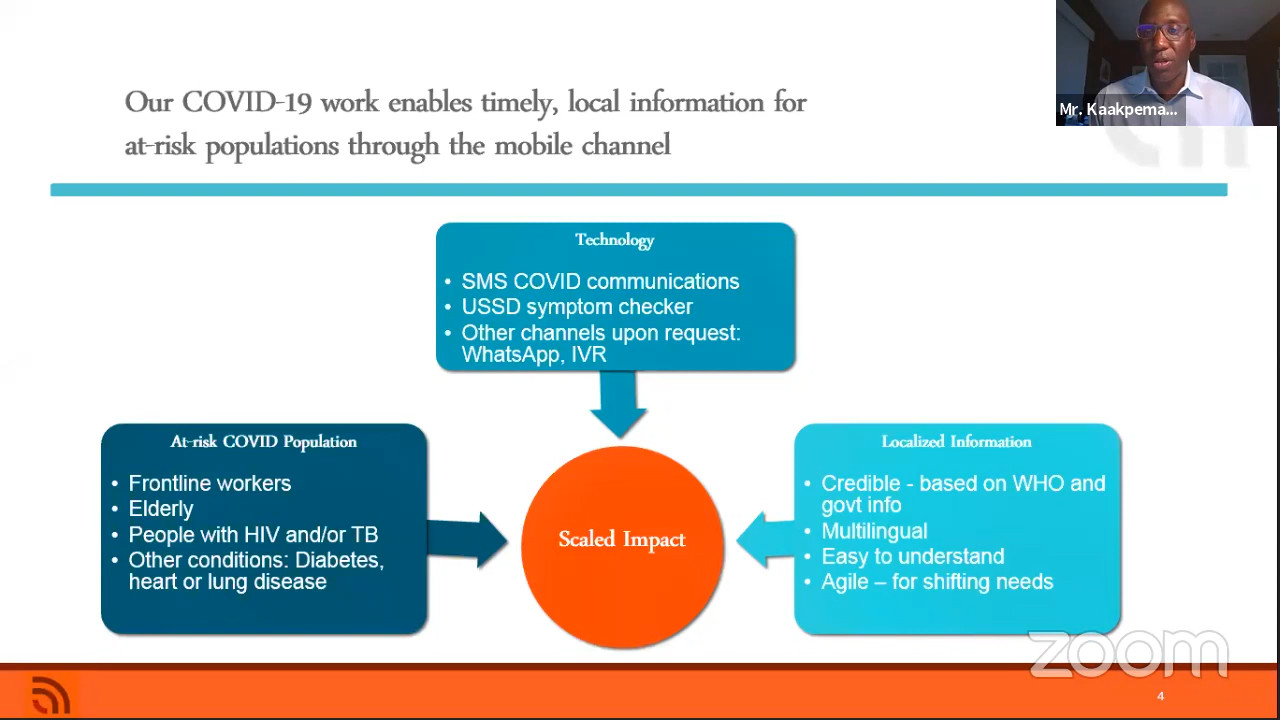 Mr. Kaakpema...
Our COVID-19 work enables timely, local information for
at-risk populations through the mobile channel
Technology
• SMS COVID communications
• USSD symptom checker
• Other channels upon request:
WhatsApp, IVR
At-risk COVID Population
• Frontline workers
• Elderly
• People with HIV and/or TB
• Other conditions: Diabetes,
heart or lung disease
Scaled Impact
Localized Information
• Credible - based on WHO and
govt info
• Multilingual
• Easy to understand
• Agile – for shifting needs
zoom
4